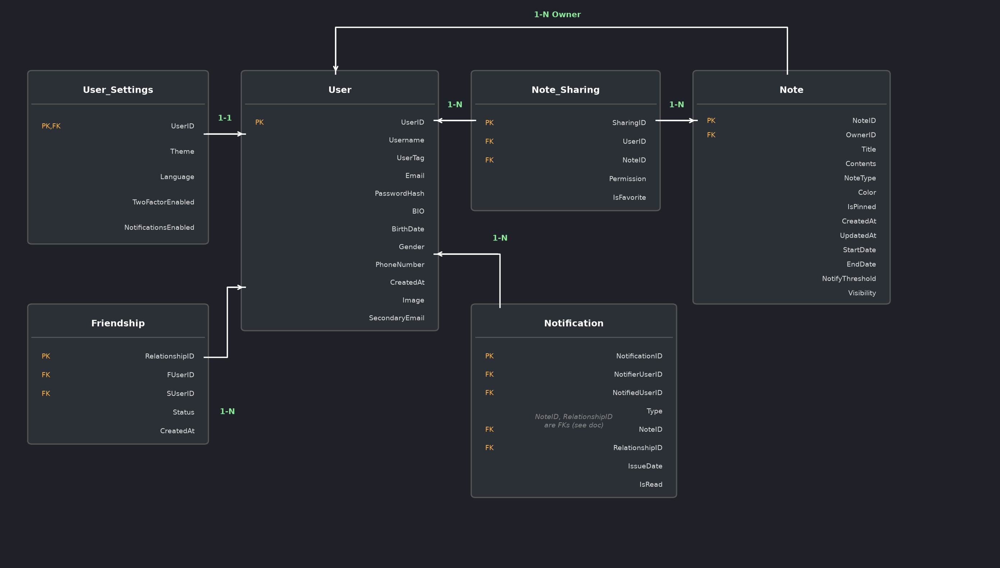 1-N Owner
User_Settings
PK,FK UserID
Theme
Language
TwoFactorEnabled
NotificationsEnabled
1-1
User
PK UserID
Username
UserTag
Email
PasswordHash
BIO
BirthDate
Gender
PhoneNumber
CreatedAt
Image
SecondaryEmail
1-N
Note_Sharing
PK SharingID
FK UserID
FK NoteID
Permission
IsFavorite
1-N
Note
PK NoteID
FK OwnerID
Title
Contents
NoteType
Color
IsPinned
CreatedAt
UpdatedAt
StartDate
EndDate
NotifyThreshold
Visibility
1-N
Friendship
PK RelationshipID
FK FUserID
FK SUserID
Status
CreatedAt
1-N
Notification
PK NotificationID
FK NotifierUserID
FK NotifiedUserID
Type
NoteID, RelationshipID
are FKs (see doc)
FK NoteID
FK RelationshipID
IssueDate
IsRead